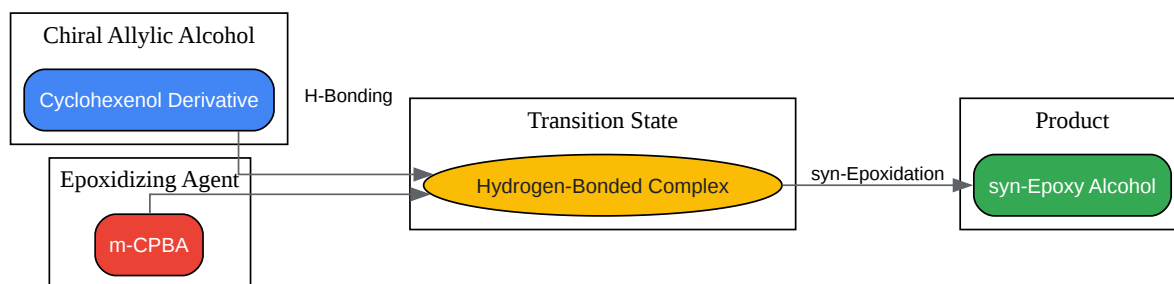 Chiral Allylic Alcohol
Cyclohexenol Derivative
H-Bonding
Epoxidizing Agent
m-CPBA
Transition State
Hydrogen-Bonded Complex
syn-Epoxidation
Product
syn-Epoxy Alcohol